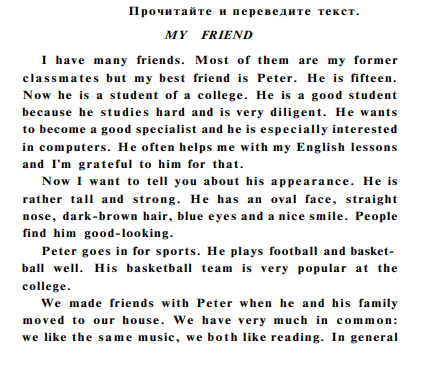 Прочитайте и переведите текст.
MY FRIEND
I have many friends. Most of them are my former
classmates but my best friend is Peter. He is fifteen.
Now he is a student of a college. He is a good student
because he studies hard and is very diligent. He wants
to become a good specialist and he is especially interested
in computers. He often helps me with my English lessons
and I'm grateful to him for that.
Now I want to tell you about his appearance. He is
rather tall and strong. He has an oval face, straight
nose, dark-brown hair, blue eyes and a nice smile. People
find him good-looking.
Peter goes in for sports. He plays football and basket-
ball well. His basketball team is very popular at the
college.
We made friends with Peter when he and his family
moved to our house. We have very much in common:
we like the same music, we both like reading. In general